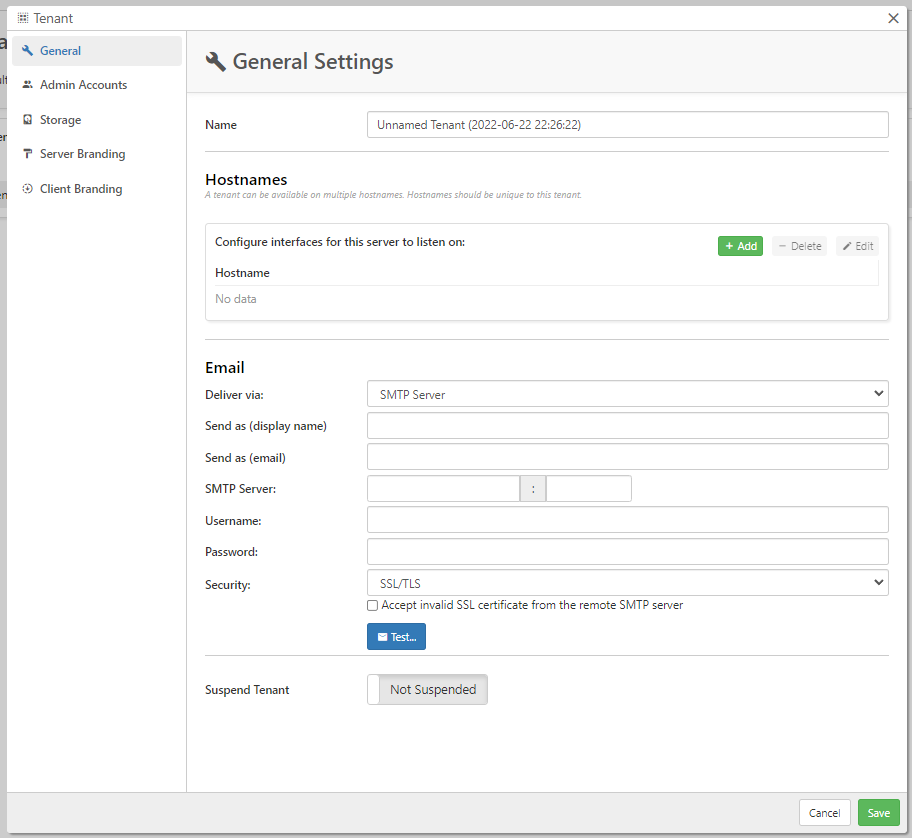 Tenant
General
Admin Accounts
Storage
Server Branding
Client Branding
General Settings
Name
Unnamed Tenant (2022-06-22 22:26:22)
Hostnames
A tenant can be available on multiple hostnames. Hostnames should be unique to this tenant.
Configure interfaces for this server to listen on:
+ Add
− Delete
Edit
Hostname
No data
Email
Deliver via:
SMTP Server
Send as (display name)
Send as (email)
SMTP Server:
:
Username:
Password:
Security:
SSL/TLS
Accept invalid SSL certificate from the remote SMTP server
Test...
Suspend Tenant
Not Suspended
Cancel
Save